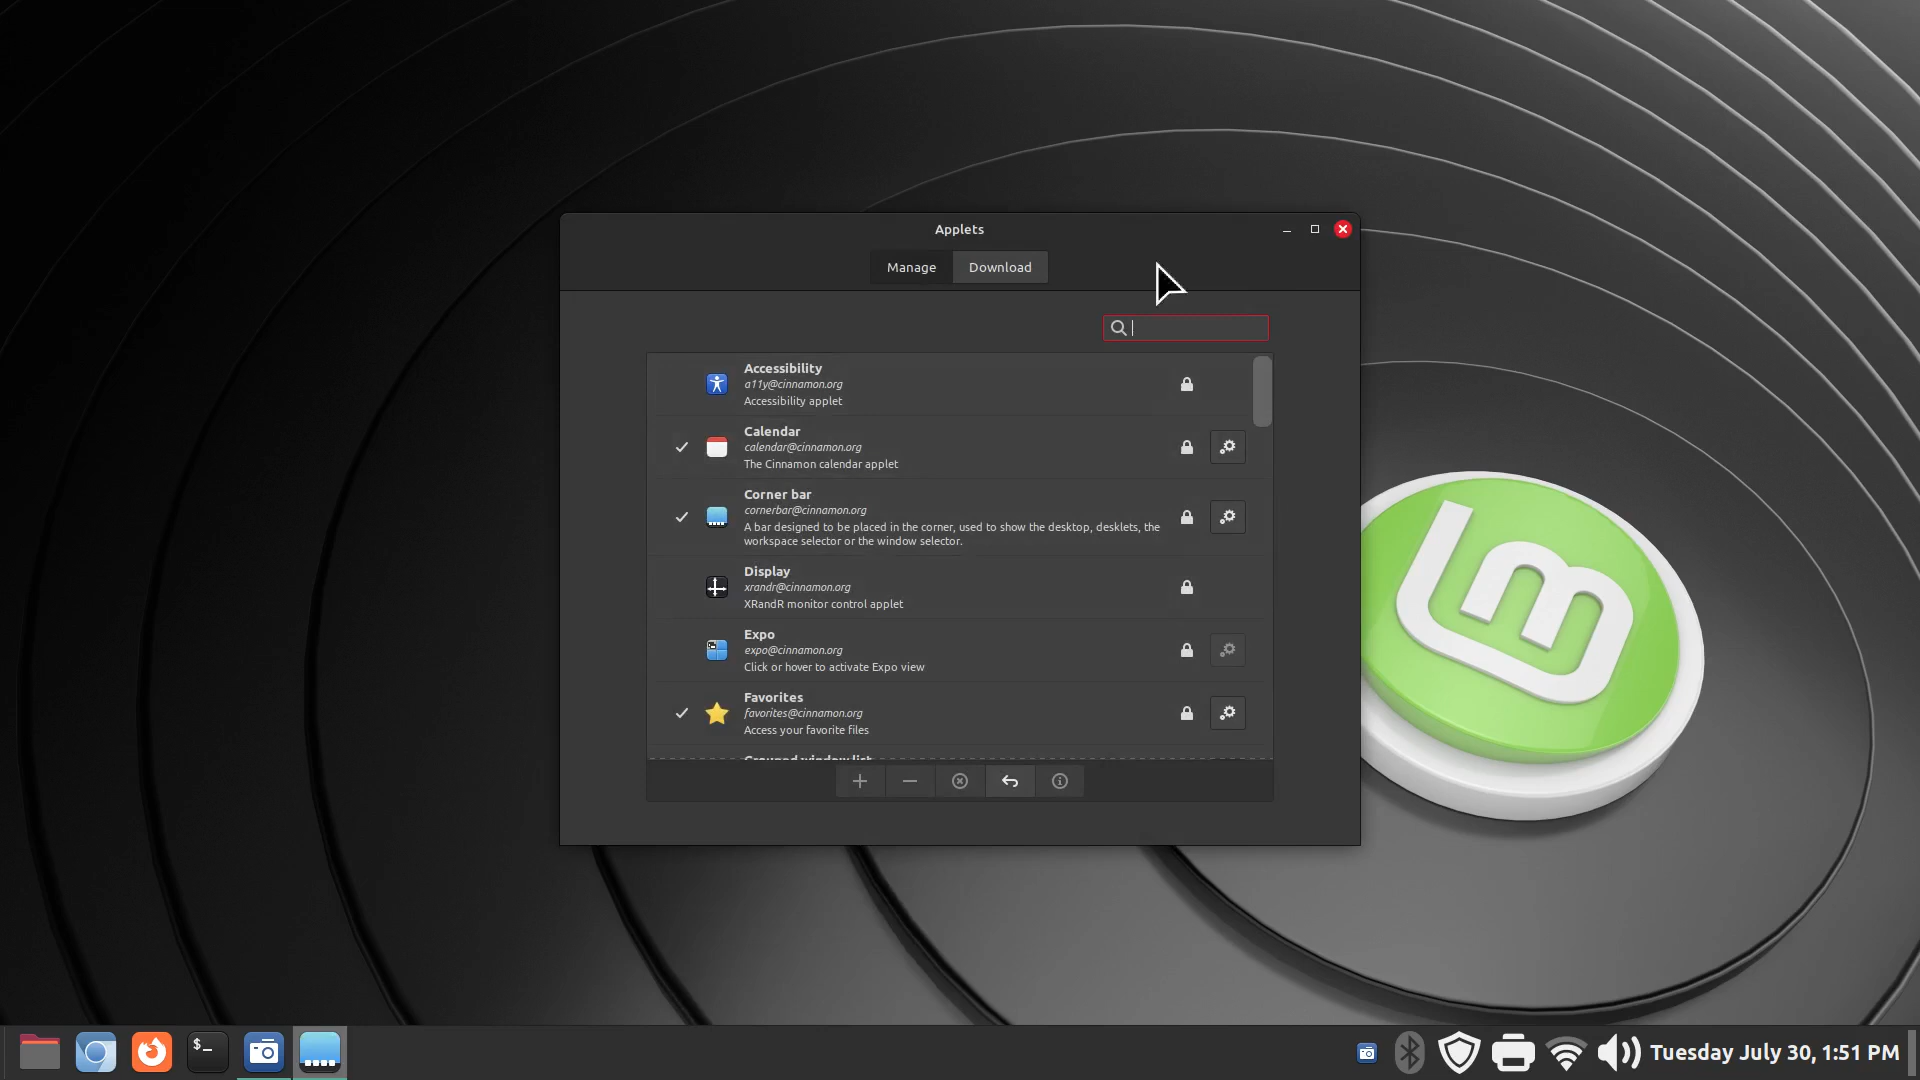 Applets
Manage
Download
Accessibility
a11y@cinnamon.org
Accessibility applet
Calendar
calendar@cinnamon.org
The Cinnamon calendar applet
Corner bar
cornerbar@cinnamon.org
A bar designed to be placed in the corner, used to show the desktop, desklets, the
workspace selector or the window selector.
Display
xrandr@cinnamon.org
XRandR monitor control applet
Expo
expo@cinnamon.org
Click or hover to activate Expo view
Favorites
favorites@cinnamon.org
Access your favorite files
Grouped window list
$_
Tuesday July 30, 1:51 PM